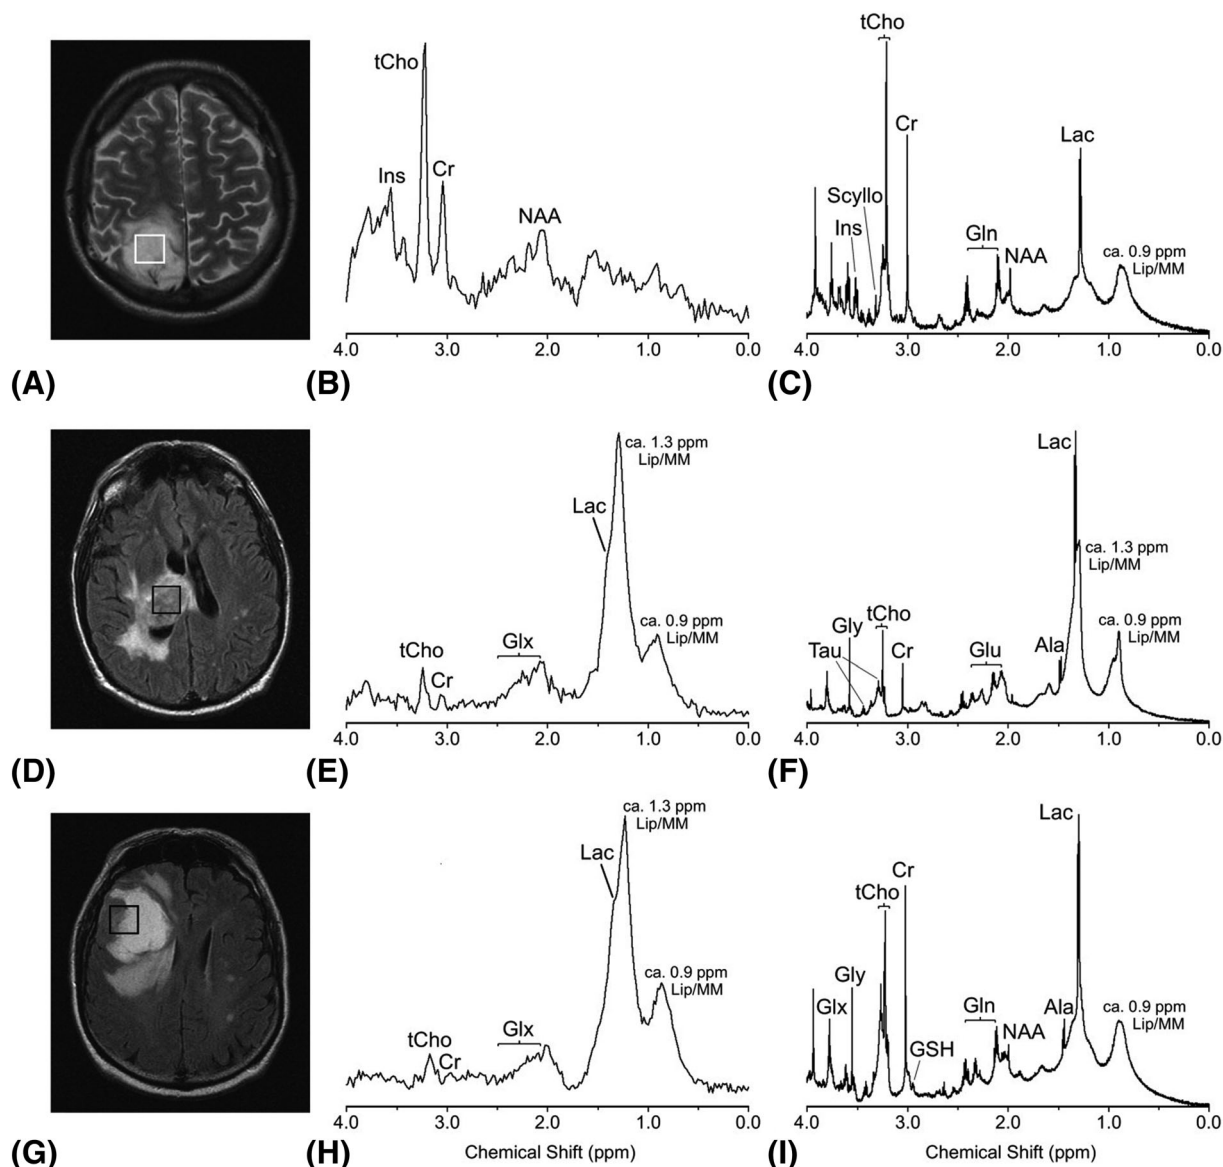 tCho
Ins
Cr
NAA
4.0 3.0 2.0 1.0 0.0
tCho
Cr
Lac
Scyllo
Ins
Gln
NAA
ca. 0.9 ppm
Lip/MM
4.0 3.0 2.0 1.0 0.0
(A) (B) (C)
ca. 1.3 ppm
Lip/MM
Lac
ca. 0.9 ppm
Lip/MM
Glx
tCho
Cr
4.0 3.0 2.0 1.0 0.0
Lac
ca. 1.3 ppm
Lip/MM
ca. 0.9 ppm
Lip/MM
Gly
tCho
Tau
Cr
Glu
Ala
4.0 3.0 2.0 1.0 0.0
(D) (E) (F)
ca. 1.3 ppm
Lip/MM
Lac
ca. 0.9 ppm
Lip/MM
Glx
tCho
Cr
4.0 3.0 2.0 1.0 0.0
Chemical Shift (ppm)
Lac
Cr
tCho
Gly
Glx
Gln
Ala
ca. 0.9 ppm
Lip/MM
NAA
GSH
4.0 3.0 2.0 1.0 0.0
Chemical Shift (ppm)
(G) (H) (I)